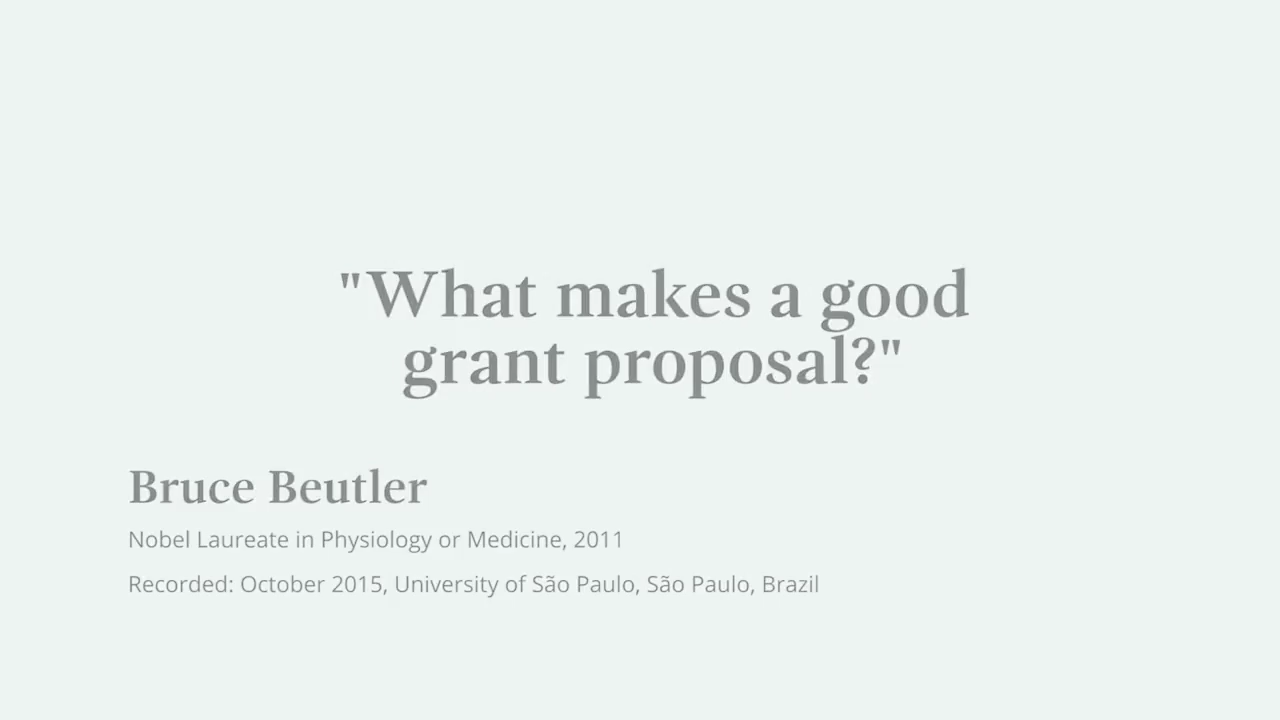 "What makes a good
grant proposal?"
Bruce Beutler
Nobel Laureate in Physiology or Medicine, 2011
Recorded: October 2015, University of São Paulo, São Paulo, Brazil